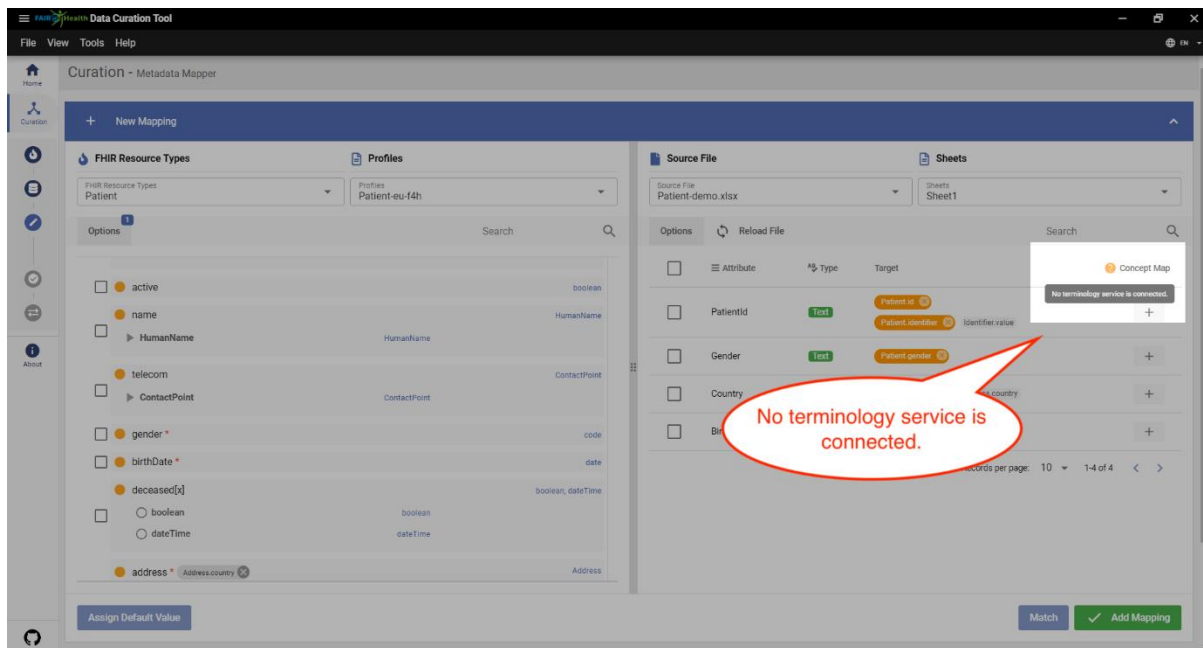 FAIR4Health Data Curation Tool
File View Tools Help
EN
Home
Curation - Metadata Mapper
Curation
+ New Mapping
FHIR Resource Types
Profiles
Source File
Sheets
FHIR Resource Types
Patient
Profiles
Patient-eu-f4h
Source File
Patient-demo.xlsx
Sheets
Sheet1
Options 1
Search
Options
Reload File
Search
Attribute
Type
Target
Concept Map
No terminology service is connected.
active
boolean
name
HumanName
HumanName
HumanName
telecom
ContactPoint
ContactPoint
ContactPoint
gender *
code
birthDate *
date
deceased[x]
boolean, dateTime
boolean
boolean
dateTime
dateTime
address * Address.country
Address
PatientId
Text
Patient.id
Patient.identifier Identifier.value
+
Gender
Text
Patient.gender
+
Country
+
+
No terminology service is
connected.
records per page: 10 1-4 of 4 < >
About
Assign Default Value
Match
Add Mapping